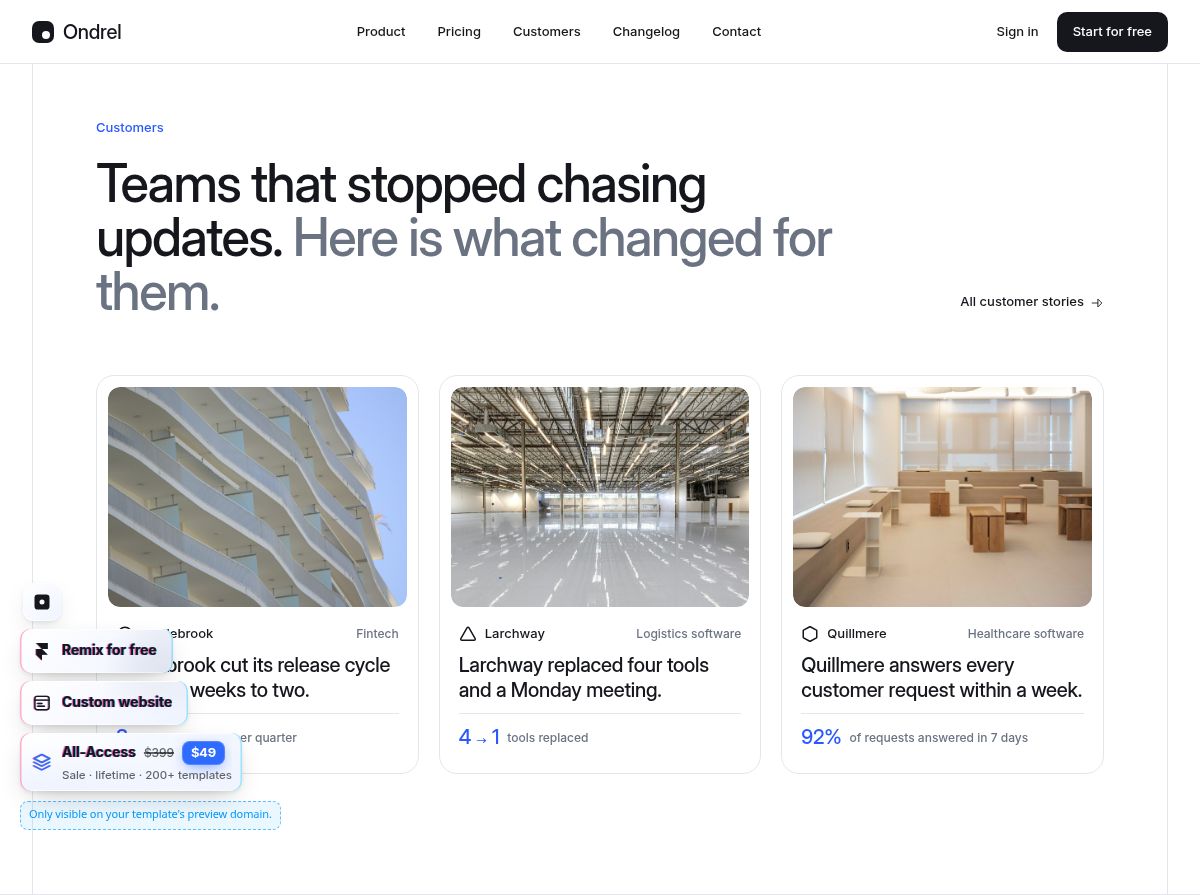 Ondrel
Product
Pricing
Customers
Changelog
Contact
Sign in
Start for free
Customers
Teams that stopped chasing
updates. Here is what changed for
them.
All customer stories
Fintech
cut its release cycle
weeks to two.
quarter
Larchway
Logistics software
Larchway replaced four tools
and a Monday meeting.
4 → 1 tools replaced
Quillmere
Healthcare software
Quillmere answers every
customer request within a week.
92% of requests answered in 7 days
Remix for free
Custom website
All-Access $399 $49
Sale · lifetime · 200+ templates
Only visible on your template's preview domain.